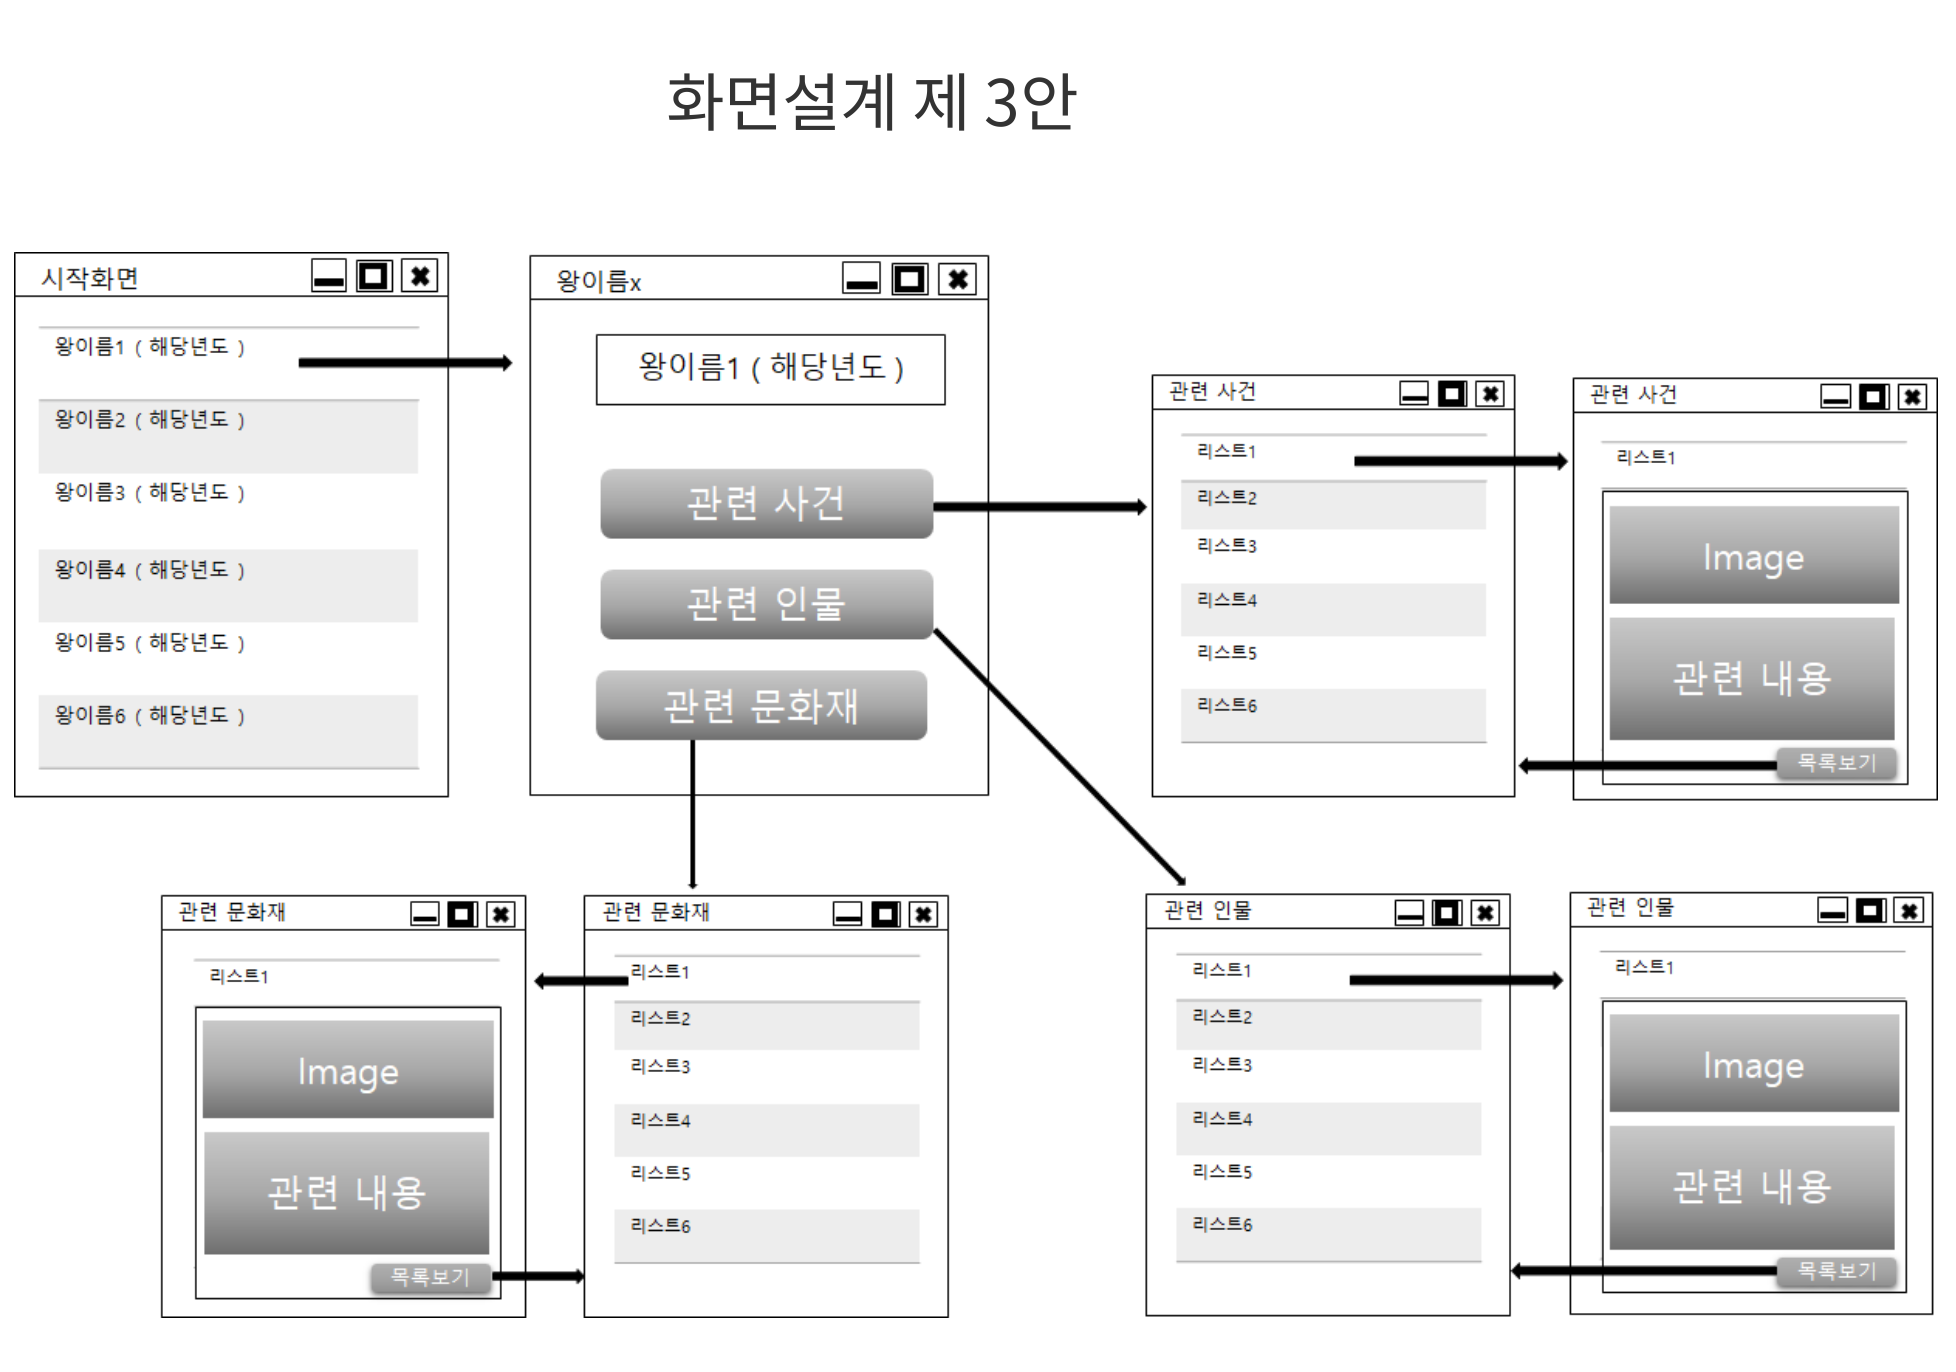 화면설계 제 3안
시작화면
왕이름1 ( 해당년도 )
왕이름2 ( 해당년도 )
왕이름3 ( 해당년도 )
왕이름4 ( 해당년도 )
왕이름5 ( 해당년도 )
왕이름6 ( 해당년도 )
왕이름x
왕이름1 ( 해당년도 )
관련 사건
관련 인물
관련 문화재
관련 사건
리스트1
리스트2
리스트3
리스트4
리스트5
리스트6
관련 사건
리스트1
Image
관련 내용
목록보기
관련 문화재
리스트1
Image
관련 내용
목록보기
관련 문화재
리스트1
리스트2
리스트3
리스트4
리스트5
리스트6
관련 인물
리스트1
리스트2
리스트3
리스트4
리스트5
리스트6
관련 인물
리스트1
Image
관련 내용
목록보기